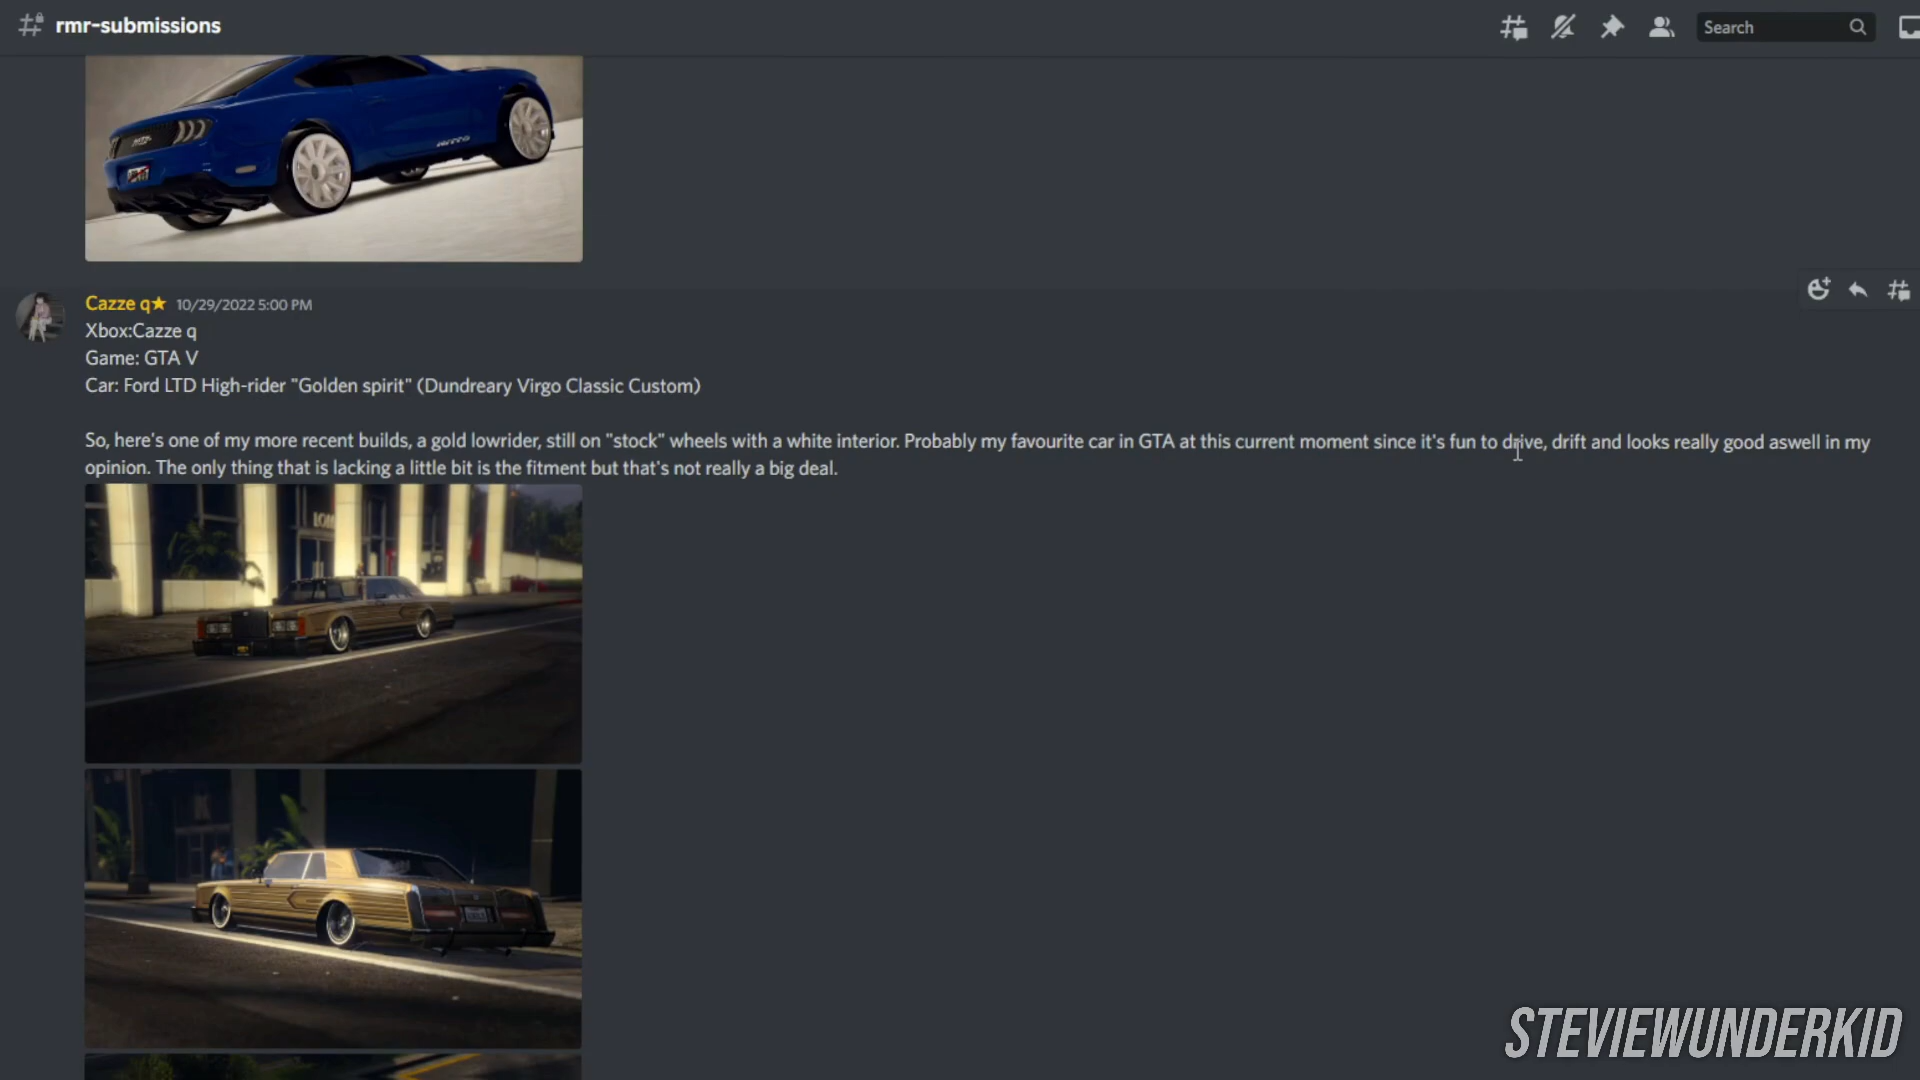 rmr-submissions
Search
Cazze q★ 10/29/2022 5:00 PM
Xbox:Cazze q
Game: GTA V
Car: Ford LTD High-rider "Golden spirit" (Dundreary Virgo Classic Custom)
So, here's one of my more recent builds, a gold lowrider, still on "stock" wheels with a white interior. Probably my favourite car in GTA at this current moment since it's fun to drive, drift and looks really good aswell in my
opinion. The only thing that is lacking a little bit is the fitment but that's not really a big deal.
STEVIEWUNDERKID